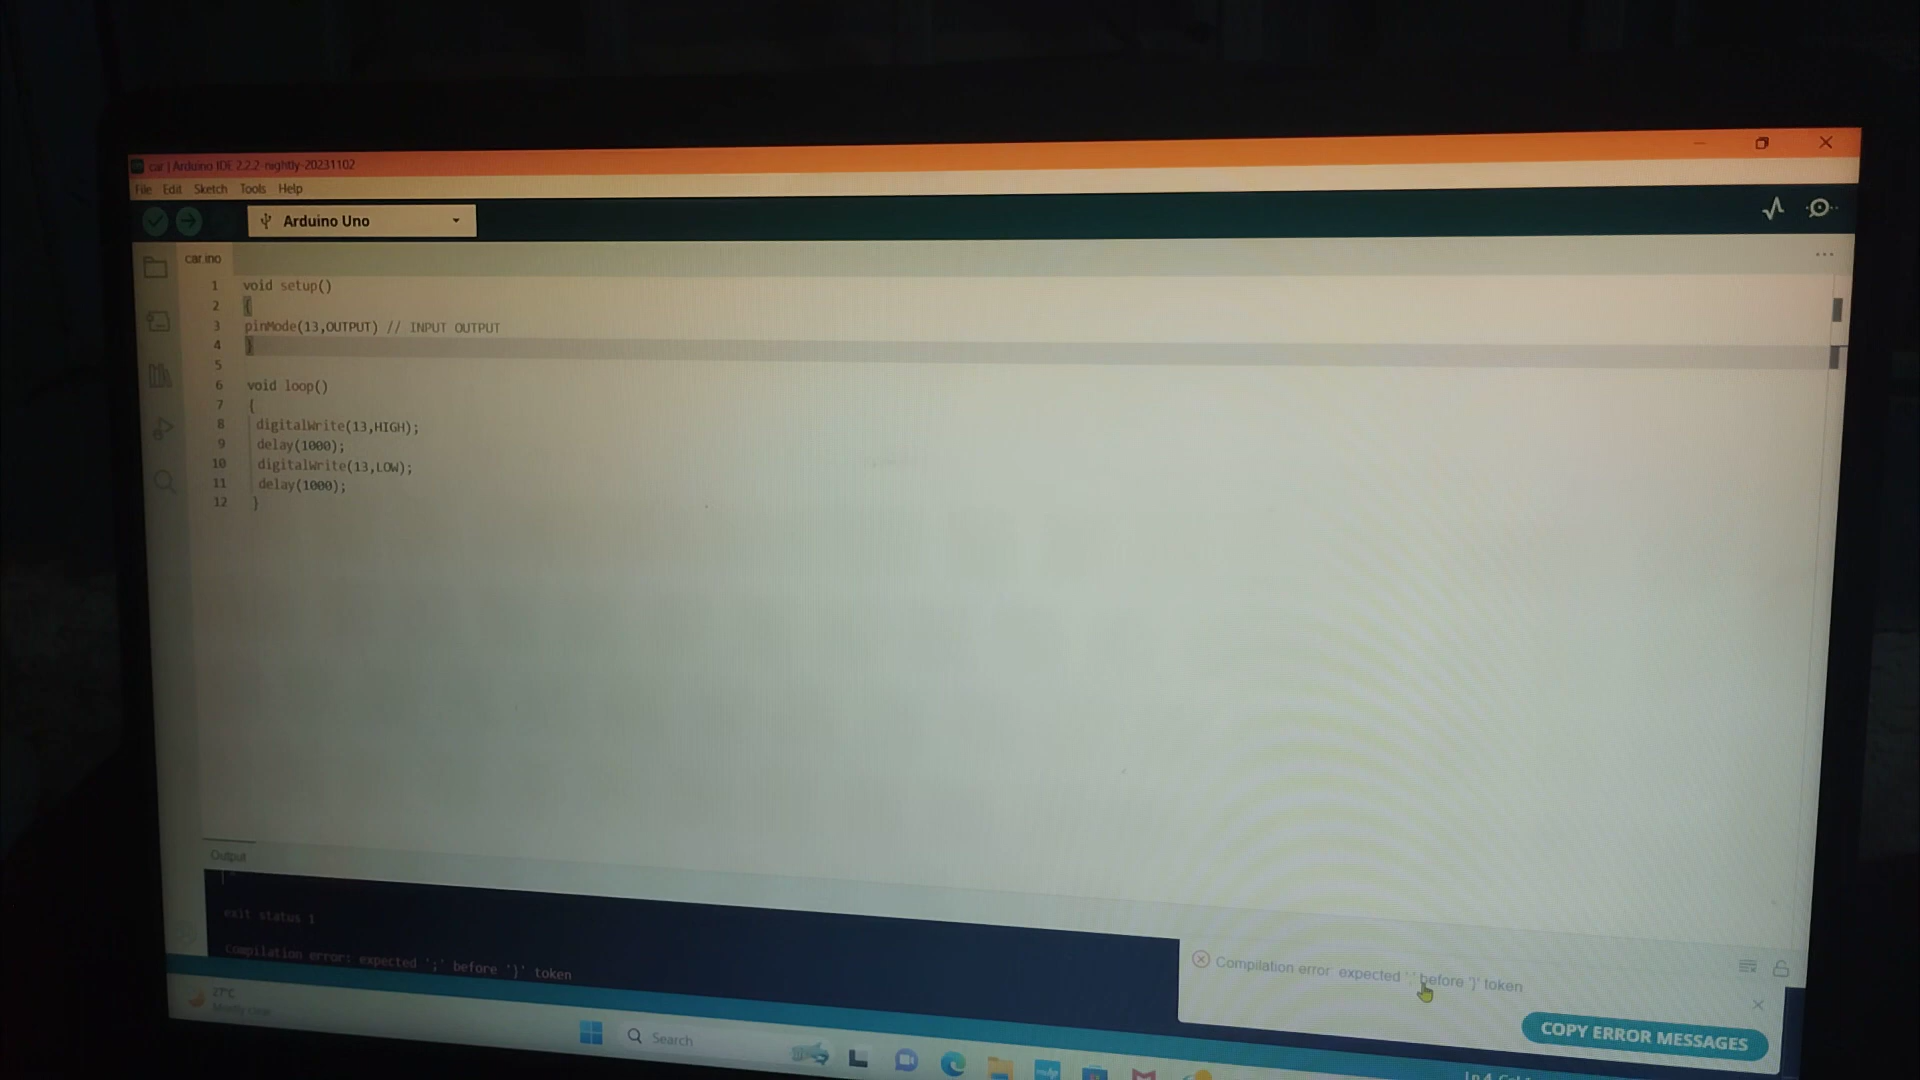 car | Arduino IDE 2.2.2-nightly-20231102
File Edit Sketch Tools Help
Arduino Uno
car.ino
1 void setup()
2 {
3 pinMode(13,OUTPUT) // INPUT OUTPUT
4 }
5
6 void loop()
7 {
8 digitalWrite(13,HIGH);
9 delay(1000);
10 digitalWrite(13,LOW);
11 delay(1000);
12 }
Output
exit status 1
Compilation error: expected ';' before '}' token
Compilation error: expected ';' before '}' token
COPY ERROR MESSAGES
27°C
Mostly clear
Search